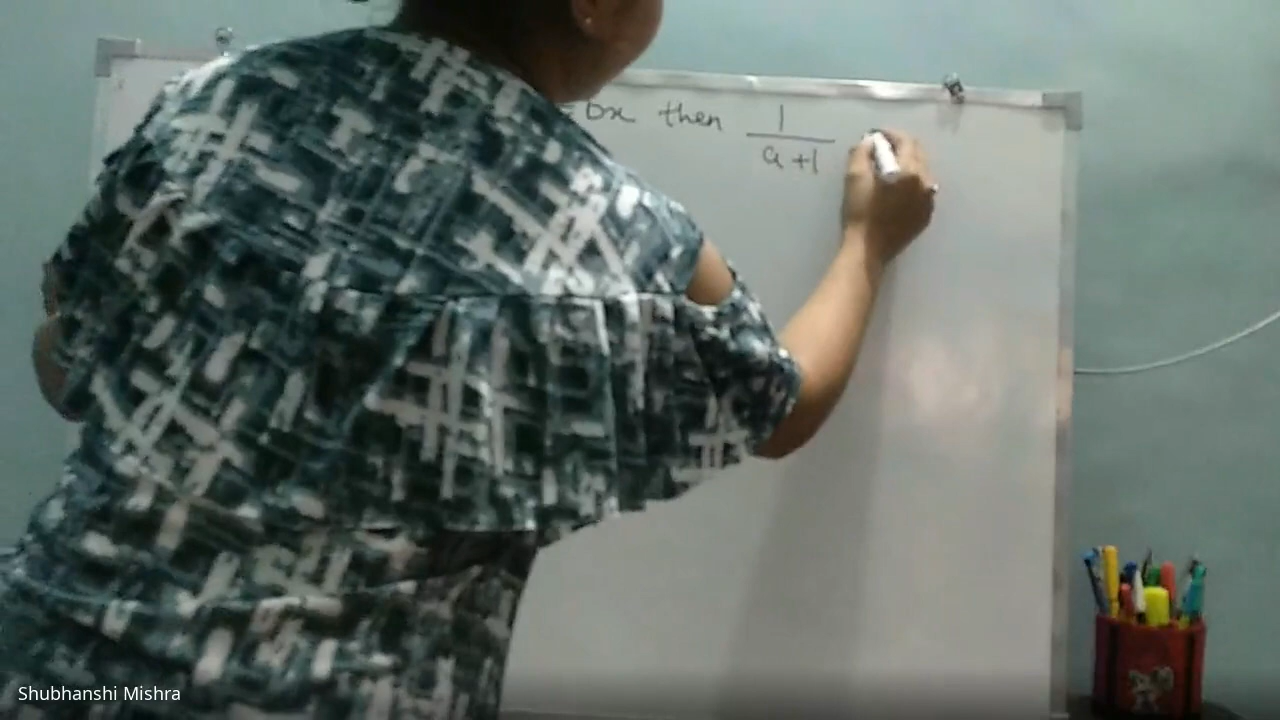 = bx then 1/(a+1)
Shubhanshi Mishra